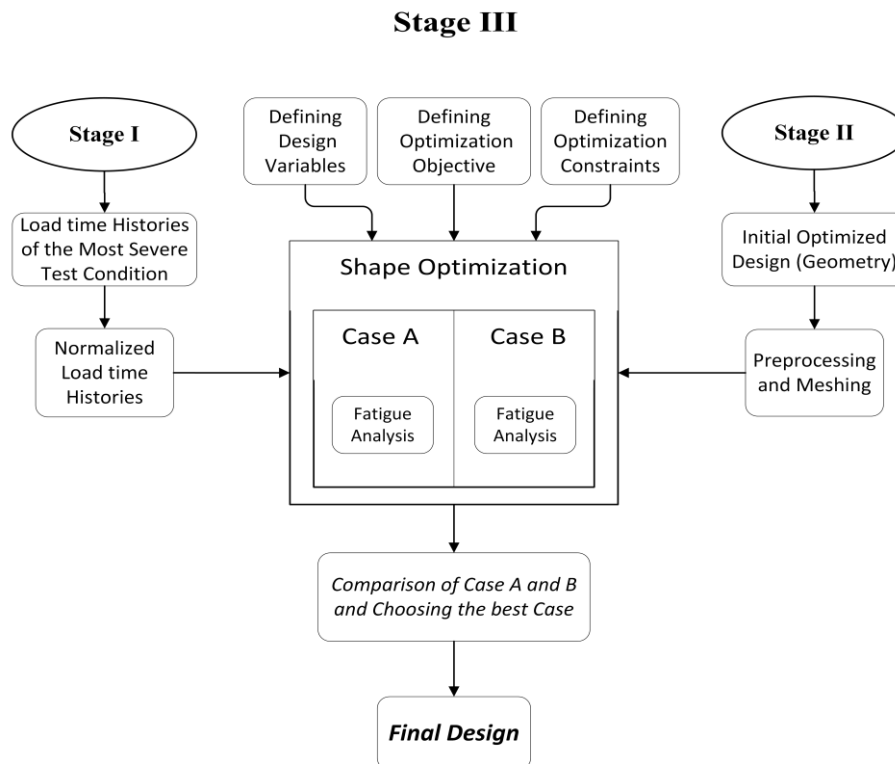 Stage III
Stage I
Load time Histories
of the Most Severe
Test Condition
Normalized
Load time
Histories
Defining
Design
Variables
Defining
Optimization
Objective
Defining
Optimization
Constraints
Shape Optimization
Case A
Fatigue
Analysis
Case B
Fatigue
Analysis
Stage II
Initial Optimized
Design (Geometry)
Preprocessing
and Meshing
Comparison of Case A and B
and Choosing the best Case
Final Design